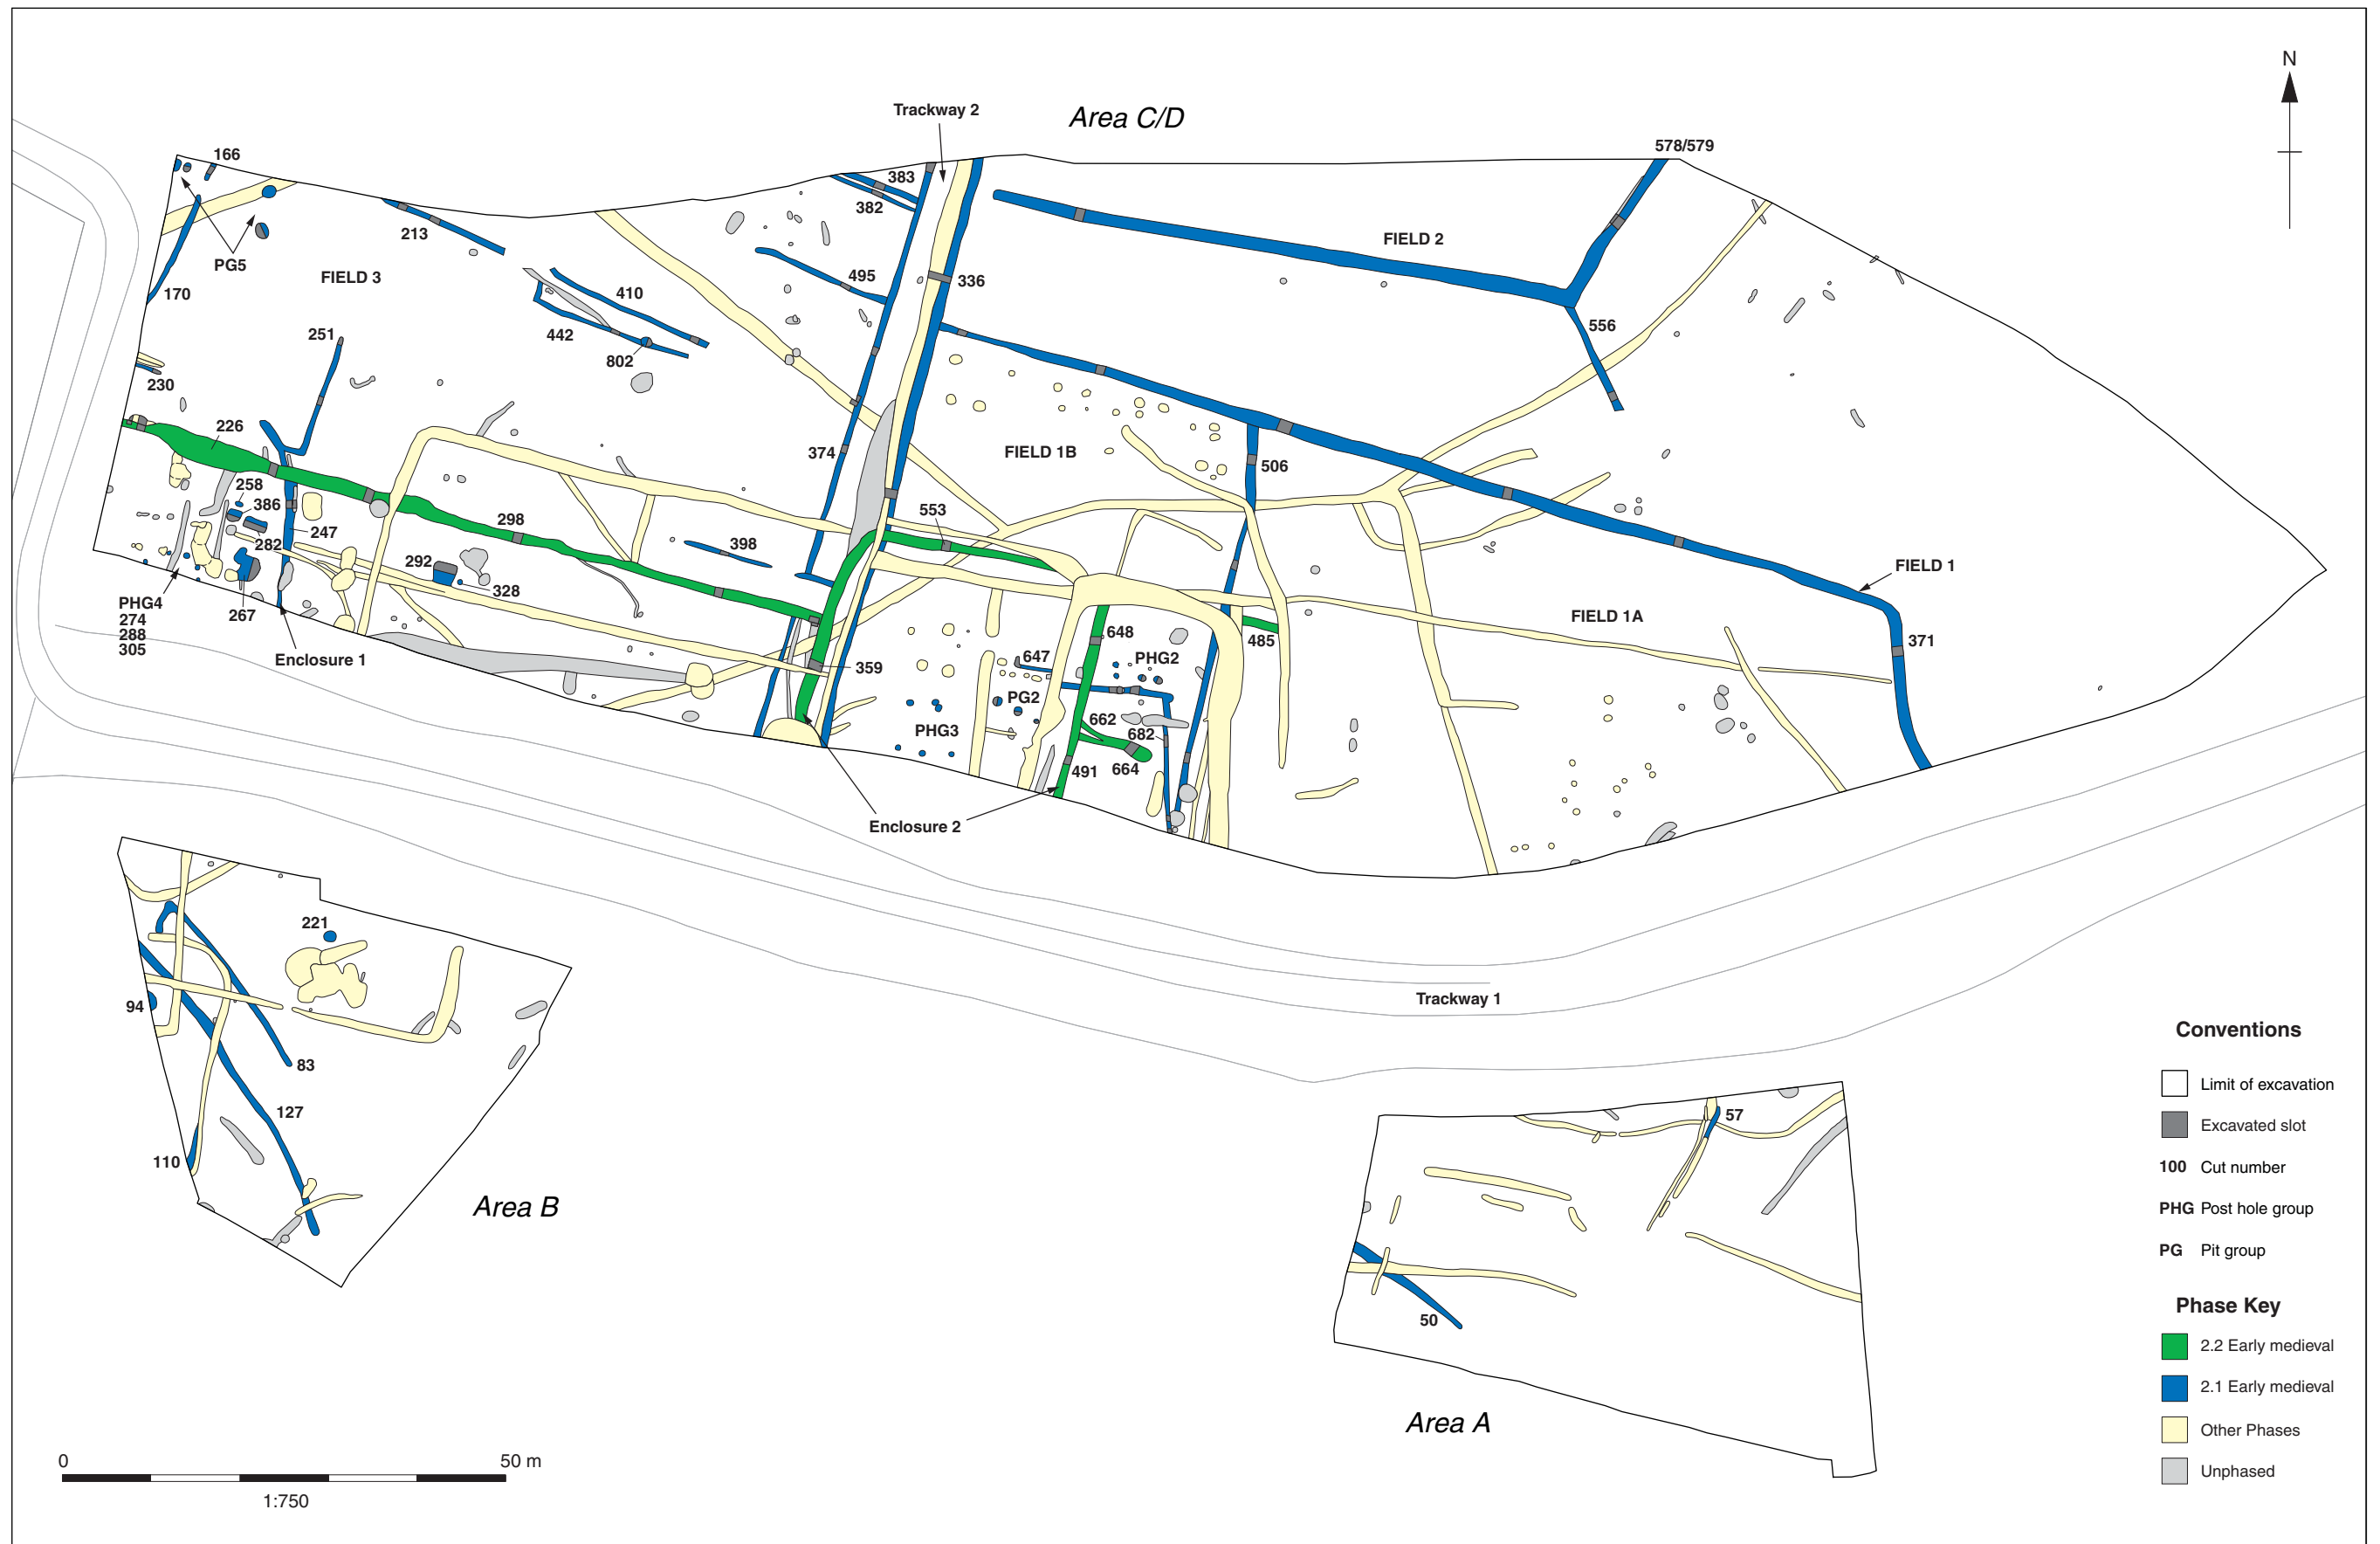 N
Trackway 2
Area C/D
578/579
166
383
382
213
FIELD 2
PG5
FIELD 3
495
336
170
410
442
802
556
251
230
226
374
FIELD 1B
506
258
386
298
553
247
282
398
292
328
FIELD 1
PHG4
274
288
305
267
Enclosure 1
FIELD 1A
485
371
648
647
PHG2
359
PG2
662
PHG3
682
491
664
Enclosure 2
221
94
83
127
110
Area B
Trackway 1
57
50
Area A
Conventions
Limit of excavation
Excavated slot
100 Cut number
PHG Post hole group
PG Pit group
Phase Key
2.2 Early medieval
2.1 Early medieval
Other Phases
Unphased
0 50 m
1:750